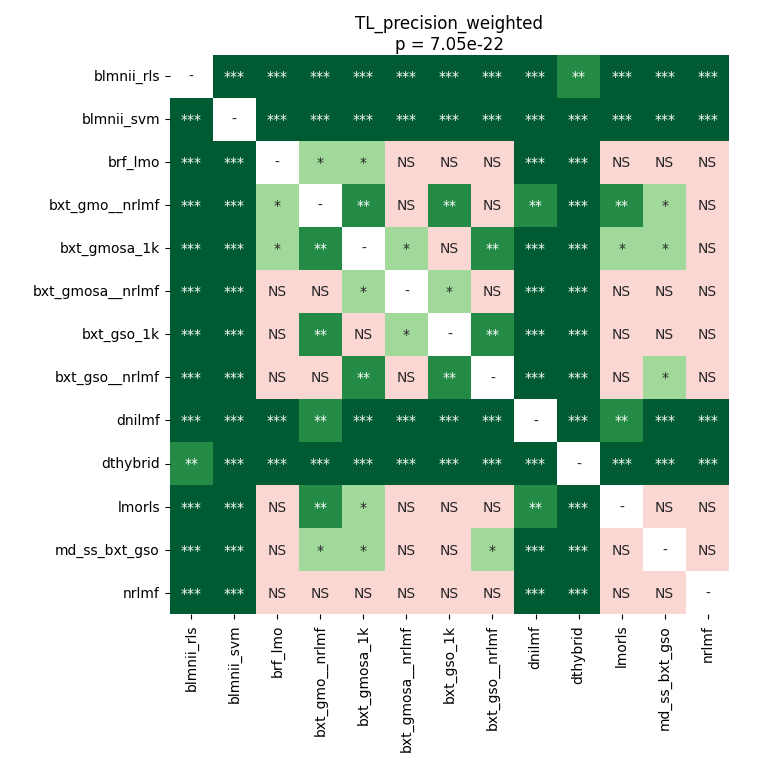 TL_precision_weighted
p = 7.05e-22
blmnii_rls - *** *** *** *** *** *** *** *** ** *** *** ***
blmnii_svm *** - *** *** *** *** *** *** *** *** *** *** ***
brf_lmo *** *** - * * NS NS NS *** *** NS NS NS
bxt_gmo__nrlmf *** *** * - ** NS ** NS ** *** ** * NS
bxt_gmosa_1k *** *** * ** - * NS ** *** *** * * NS
bxt_gmosa__nrlmf *** *** NS NS * - * NS *** *** NS NS NS
bxt_gso_1k *** *** NS ** NS * - ** *** *** NS NS NS
bxt_gso__nrlmf *** *** NS NS ** NS ** - *** *** NS * NS
dnilmf *** *** *** ** *** *** *** *** - *** ** *** ***
dthybrid ** *** *** *** *** *** *** *** *** - *** *** ***
lmorls *** *** NS ** * NS NS NS ** *** - NS NS
md_ss_bxt_gso *** *** NS * * NS NS * *** *** NS - NS
nrlmf *** *** NS NS NS NS NS NS *** *** NS NS -
blmnii_rls
blmnii_svm
brf_lmo
bxt_gmo__nrlmf
bxt_gmosa_1k
bxt_gmosa__nrlmf
bxt_gso_1k
bxt_gso__nrlmf
dnilmf
dthybrid
lmorls
md_ss_bxt_gso
nrlmf